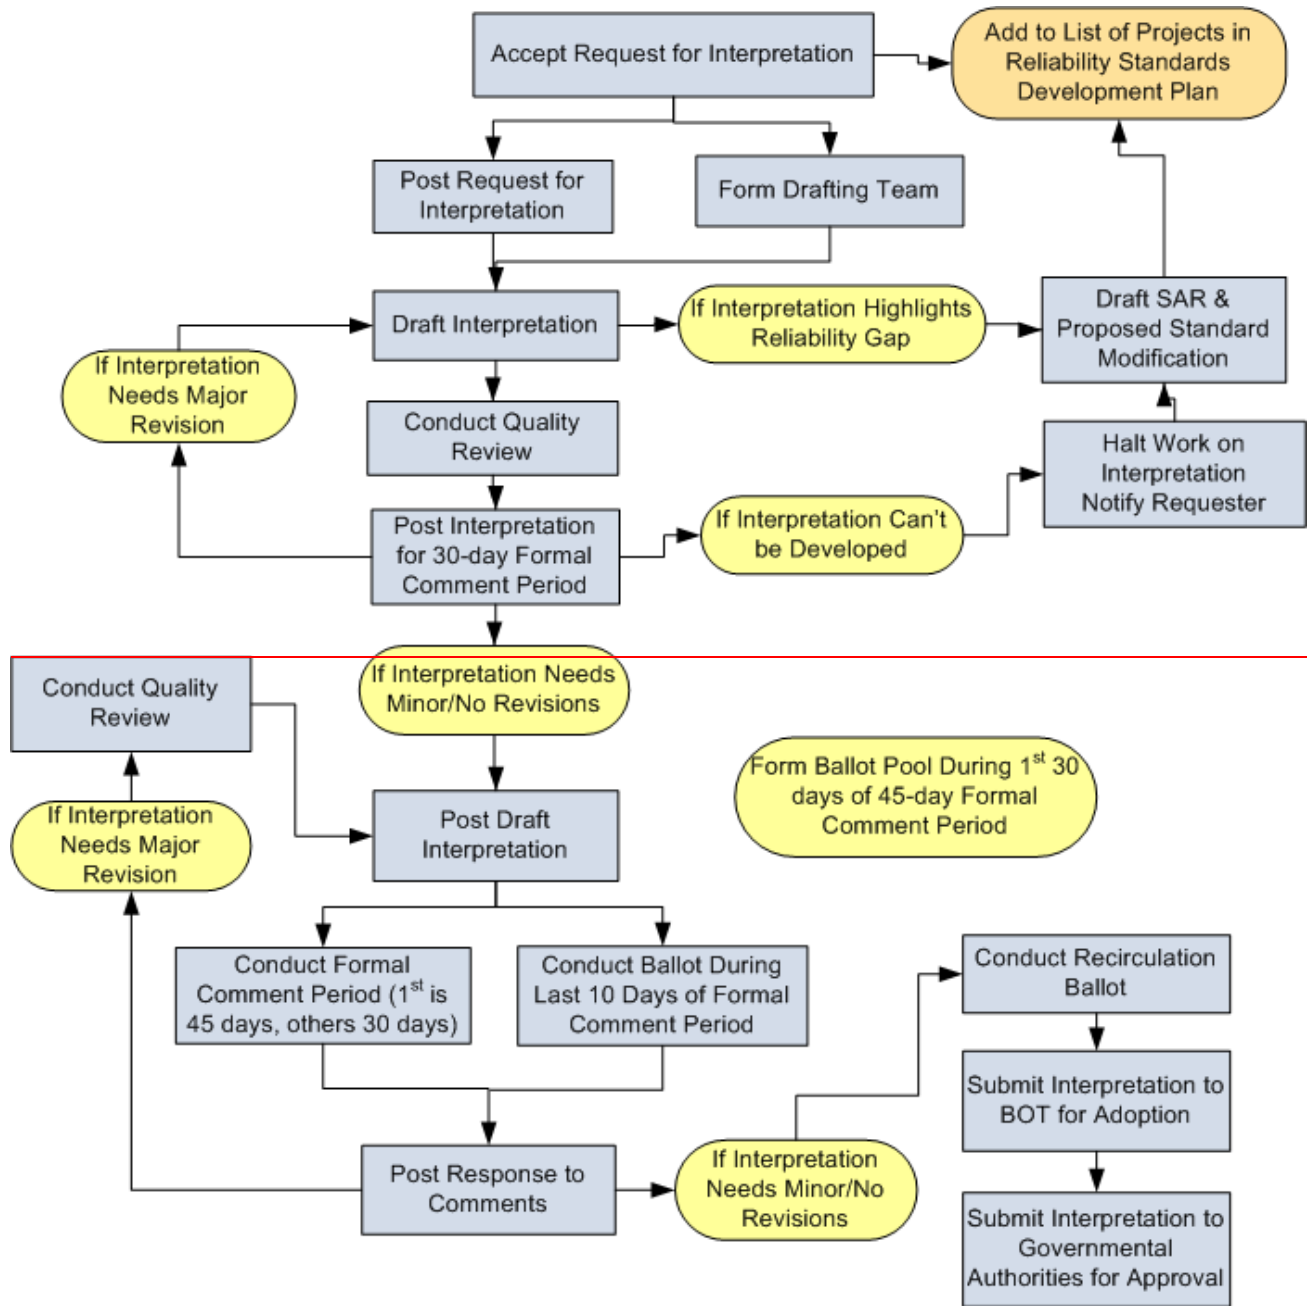 Accept Request for Interpretation
Add to List of Projects in
Reliability Standards
Development Plan
Post Request for
Interpretation
Form Drafting Team
Draft Interpretation
If Interpretation Highlights
Reliability Gap
Draft SAR &
Proposed Standard
Modification
If Interpretation
Needs Major
Revision
Conduct Quality
Review
Halt Work on
Interpretation
Notify Requester
Post Interpretation
for 30-day Formal
Comment Period
If Interpretation Can't
be Developed
If Interpretation Needs
Minor/No Revisions
Conduct Quality
Review
Form Ballot Pool During 1st 30
days of 45-day Formal
Comment Period
If Interpretation
Needs Major
Revision
Post Draft
Interpretation
Conduct Formal
Comment Period (1st is
45 days, others 30 days)
Conduct Ballot During
Last 10 Days of Formal
Comment Period
Conduct Recirculation
Ballot
Submit Interpretation to
BOT for Adoption
Post Response to
Comments
If Interpretation
Needs Minor/No
Revisions
Submit Interpretation to
Governmental
Authorities for Approval